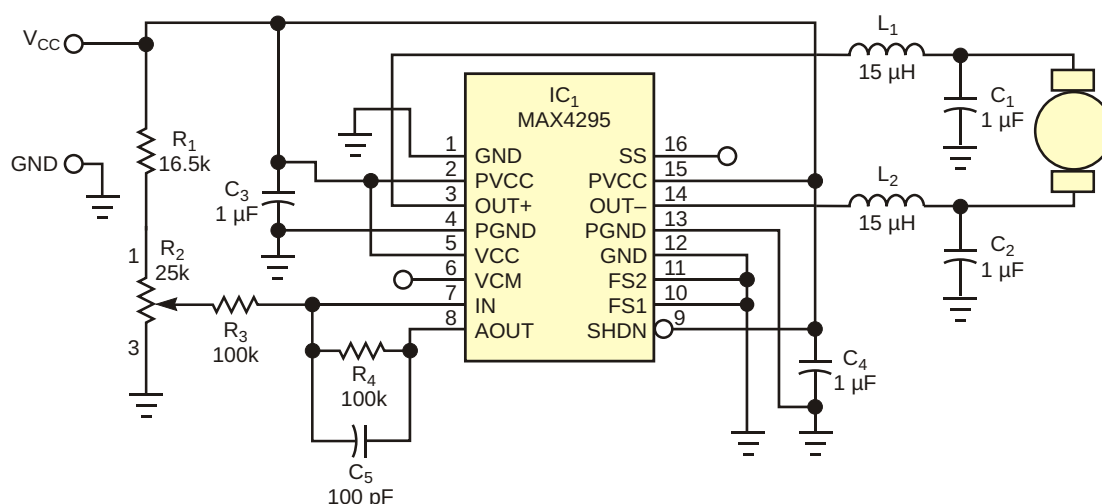 V_CC
GND
R₁
16.5k
1
R₂
25k
3
R₃
100k
C₃
1 µF
R₄
100k
C₅
100 pF
IC₁
MAX4295
1 GND
2 PVCC
3 OUT+
4 PGND
5 VCC
6 VCM
7 IN
8 AOUT
SS 16
PVCC 15
OUT– 14
PGND 13
GND 12
FS2 11
FS1 10
SHDN 9
L₁
15 µH
C₁
1 µF
L₂
15 µH
C₂
1 µF
C₄
1 µF